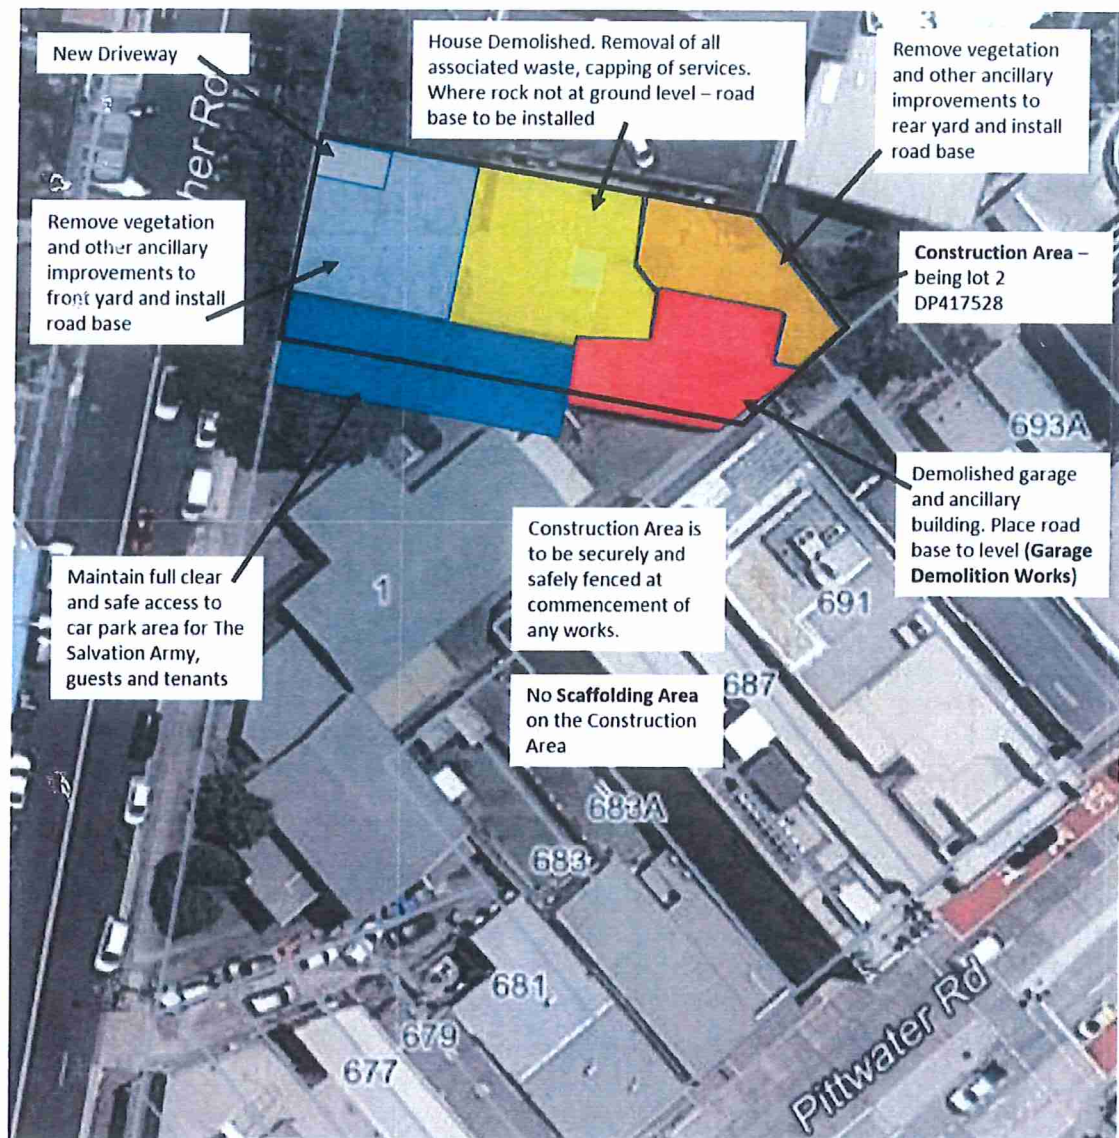 New Driveway
House Demolished. Removal of all
associated waste, capping of services.
Where rock not at ground level – road
base to be installed
Remove vegetation
and other ancillary
improvements to
rear yard and install
road base
3
her Rd
Remove vegetation
and other ancillary
improvements to
front yard and install
road base
Construction Area –
being lot 2
DP417528
693A
Demolished garage
and ancillary
building. Place road
base to level (Garage
Demolition Works)
Construction Area is
to be securely and
safely fenced at
commencement of
any works.
Maintain full clear
and safe access to
car park area for The
Salvation Army,
guests and tenants
1
691
687
No Scaffolding Area
on the Construction
Area
683A
683
681
679
677
Pittwater Rd